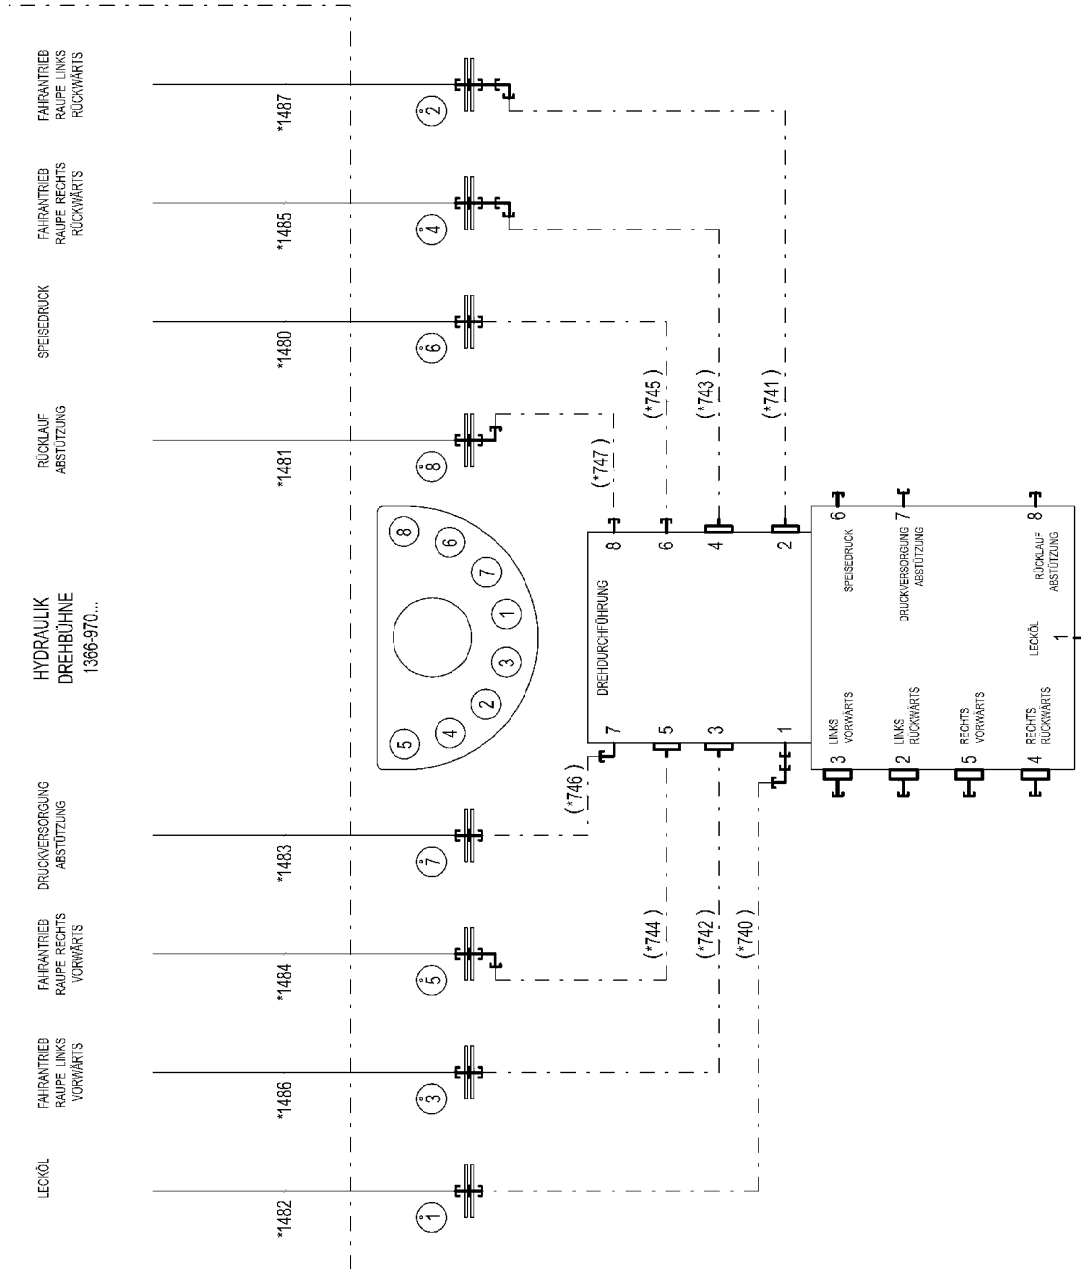 HYDRAULIK
DREHBÜHNE
1366-970...
LECKÖL
FAHRANTRIEB
RAUPE LINKS
VORWÄRTS
FAHRANTRIEB
RAUPE RECHTS
VORWÄRTS
DRUCKVERSORGUNG
ABSTÜTZUNG
RÜCKLAUF
ABSTÜTZUNG
SPEISEDRUCK
FAHRANTRIEB
RAUPE RECHTS
RÜCKWÄRTS
FAHRANTRIEB
RAUPE LINKS
RÜCKWÄRTS
*1482
*1486
*1484
*1483
*1481
*1480
*1485
*1487
1
3
5
7
8
6
4
2
5
4
2
3
1
7
6
8
(*746 )
(*744 )
(*742 )
(*740 )
(*747 )
(*745 )
(*743 )
(*741 )
DREHDURCHFÜHRUNG
7
8
5
6
3
4
1
2
3
LINKS
VORWÄRTS
2
LINKS
RÜCKWÄRTS
5
RECHTS
VORWÄRTS
4
RECHTS
RÜCKWÄRTS
LECKÖL
1
SPEISEDRUCK
6
DRUCKVERSORGUNG
ABSTÜTZUNG
7
RÜCKLAUF
ABSTÜTZUNG
8